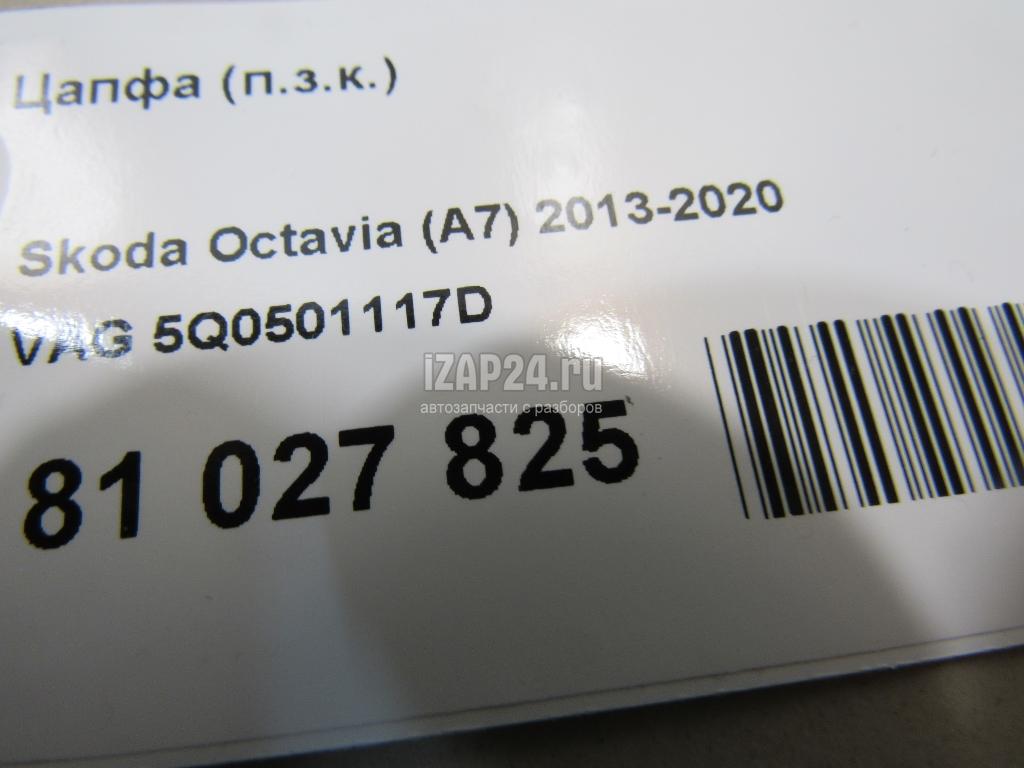 Цапфа (п.з.к.)
Skoda Octavia (A7) 2013-2020
VAG 5Q0501117D
iZAP24.ru
автозапчасти с разборов
81 027 825